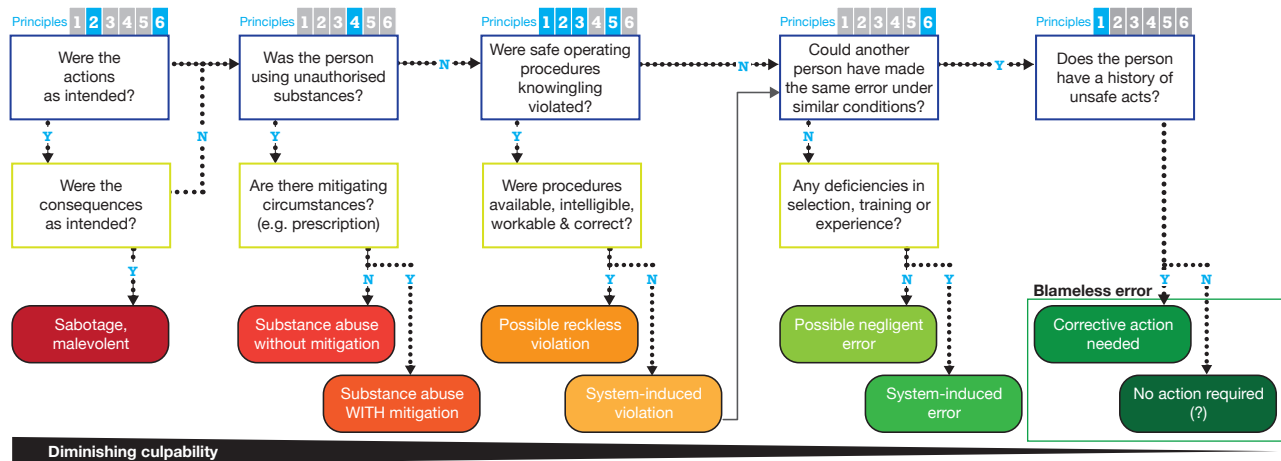 Principles 1 2 3 4 5 6
Principles 1 2 3 4 5 6
Principles 1 2 3 4 5 6
Principles 1 2 3 4 5 6
Principles 1 2 3 4 5 6
Were the
actions
as intended?
Was the person
using unauthorised
substances?
Were safe operating
procedures
knowingling
violated?
Could another
person have made
the same error under
similar conditions?
Does the person
have a history of
unsafe acts?
N
N
Y
Y
N
Y
Y
N
Y
Were the
consequences
as intended?
Are there mitigating
circumstances?
(e.g. prescription)
Were procedures
available, intelligible,
workable & correct?
Any deficiencies in
selection, training or
experience?
Y
N
Y
Y
N
N
Y
Y
N
Blameless error
Sabotage,
malevolent
Substance abuse
without mitigation
Possible reckless
violation
Possible negligent
error
Corrective action
needed
Substance abuse
WITH mitigation
System-induced
violation
System-induced
error
No action required
(?)
Diminishing culpability